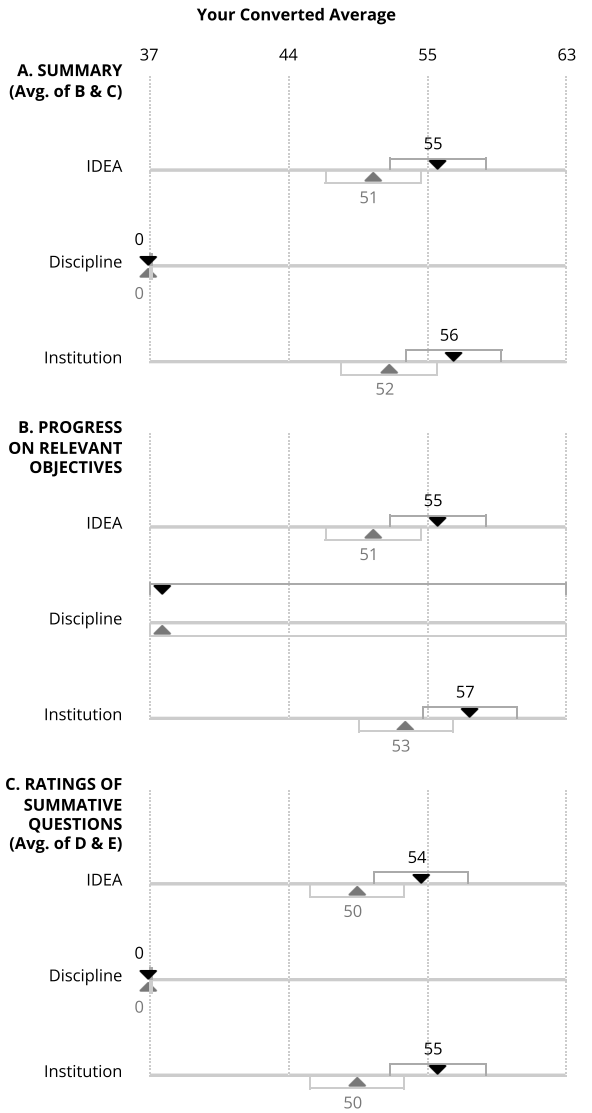 Your Converted Average
37 44 55 63
A. SUMMARY
(Avg. of B & C)
55
IDEA
51
0
Discipline
0
56
Institution
52
B. PROGRESS
ON RELEVANT
OBJECTIVES
55
IDEA
51
Discipline
57
Institution
53
C. RATINGS OF
SUMMATIVE
QUESTIONS
(Avg. of D & E)
54
IDEA
50
0
Discipline
0
55
Institution
50